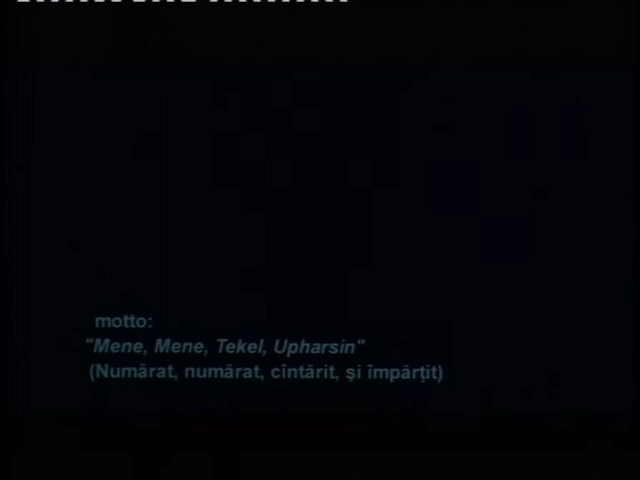 motto:
"Mene, Mene, Tekel, Upharsin"
(Numărat, numărat, cîntărit, şi împărţit)